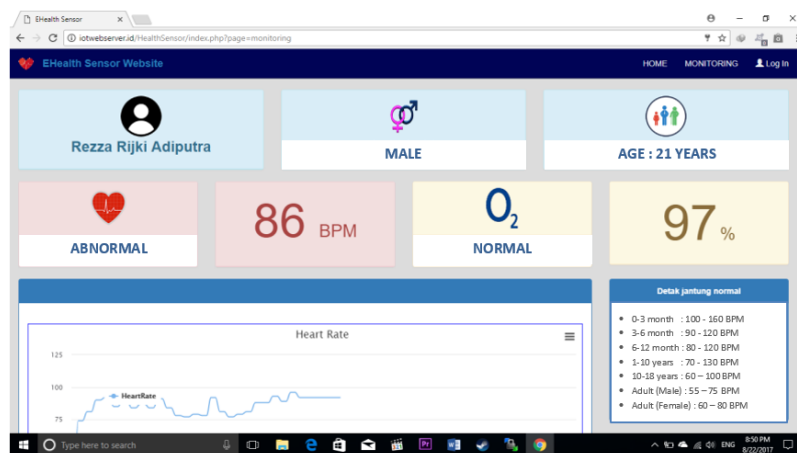 EHealth Sensor
iotwebserver.id/HealthSensor/index.php?page=monitoring
EHealth Sensor Website
HOME MONITORING Log In
Rezza Rijki Adiputra
MALE
AGE : 21 YEARS
ABNORMAL
86 BPM
O2
NORMAL
97 %
Heart Rate
125
100
75
HeartRate
Detak jantung normal
0-3 month : 100 - 160 BPM
3-6 month : 90 - 120 BPM
6-12 month : 80 - 120 BPM
1-10 years : 70 - 130 BPM
10-18 years : 60 – 100 BPM
Adult (Male) : 55 – 75 BPM
Adult (Female) : 60 – 80 BPM
Type here to search
Pr
ENG
8:50 PM
8/22/2017